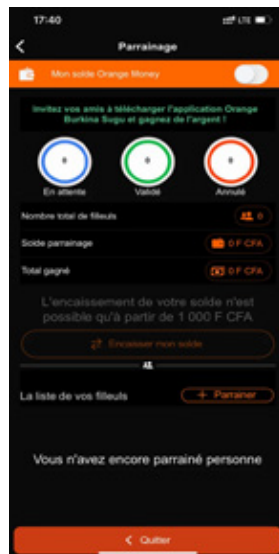 17:40
LTE
Parrainage
Mon solde Orange Money
Invitez vos amis à télécharger l'application Orange
Burkina Sugu et gagnez de l'argent !
0 0 0
En attente Validé Annulé
Nombre total de filleuls 0
Solde parrainage 0 F CFA
Total gagné 0 F CFA
L'encaissement de votre solde n'est
possible qu'à partir de 1 000 F CFA
Encaisser mon solde
La liste de vos filleuls + Parrainer
Vous n'avez encore parrainé personne
< Quitter